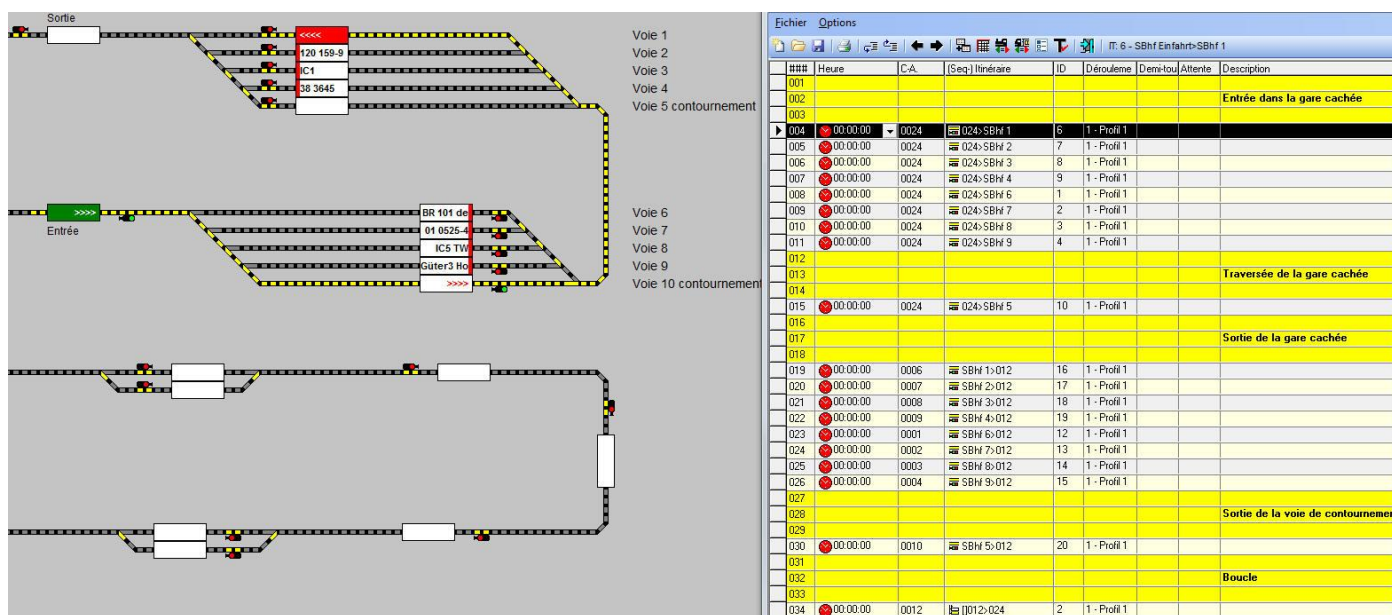 Sortie
<<<<
Voie 1
120 159-9
Voie 2
IC1
Voie 3
38 3645
Voie 4
Voie 5 contournement
>>>>
Entrée
BR 101 de
Voie 6
01 0525-4
Voie 7
IC5 TW
Voie 8
Güter3 Ho
Voie 9
>>>>
Voie 10 contournement
Fichier Options
IT: 6 - SBhf Einfahrt>SBhf 1
### Heure C-A. (Seq-) Itinéraire ID Dérouleme Demi-tou Attente Description
001
002 Entrée dans la gare cachée
003
004 00:00:00 0024 024>SBhf 1 6 1 - Profil 1
005 00:00:00 0024 024>SBhf 2 7 1 - Profil 1
006 00:00:00 0024 024>SBhf 3 8 1 - Profil 1
007 00:00:00 0024 024>SBhf 4 9 1 - Profil 1
008 00:00:00 0024 024>SBhf 6 1 1 - Profil 1
009 00:00:00 0024 024>SBhf 7 2 1 - Profil 1
010 00:00:00 0024 024>SBhf 8 3 1 - Profil 1
011 00:00:00 0024 024>SBhf 9 4 1 - Profil 1
012
013 Traversée de la gare cachée
014
015 00:00:00 0024 024>SBhf 5 10 1 - Profil 1
016
017 Sortie de la gare cachée
018
019 00:00:00 0006 SBhf 1>012 16 1 - Profil 1
020 00:00:00 0007 SBhf 2>012 17 1 - Profil 1
021 00:00:00 0008 SBhf 3>012 18 1 - Profil 1
022 00:00:00 0009 SBhf 4>012 19 1 - Profil 1
023 00:00:00 0001 SBhf 6>012 12 1 - Profil 1
024 00:00:00 0002 SBhf 7>012 13 1 - Profil 1
025 00:00:00 0003 SBhf 8>012 14 1 - Profil 1
026 00:00:00 0004 SBhf 9>012 15 1 - Profil 1
027
028 Sortie de la voie de contournemer
029
030 00:00:00 0010 SBhf 5>012 20 1 - Profil 1
031
032 Boucle
033
034 00:00:00 0012 []012>024 2 1 - Profil 1